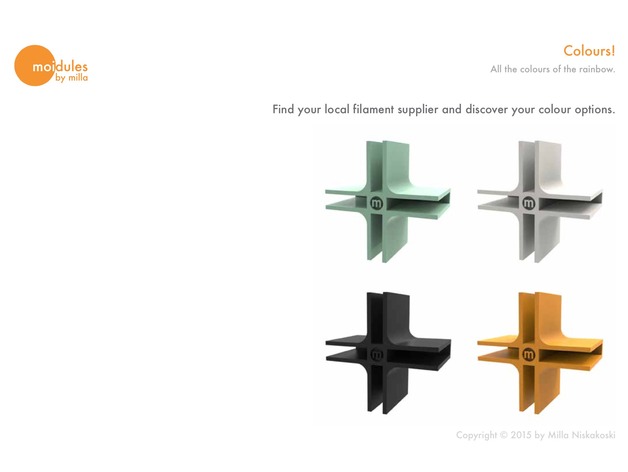 moidules
by milla
Colours!
All the colours of the rainbow.
Find your local filament supplier and discover your colour options.
m
m
m
m
Copyright © 2015 by Milla Niskakoski